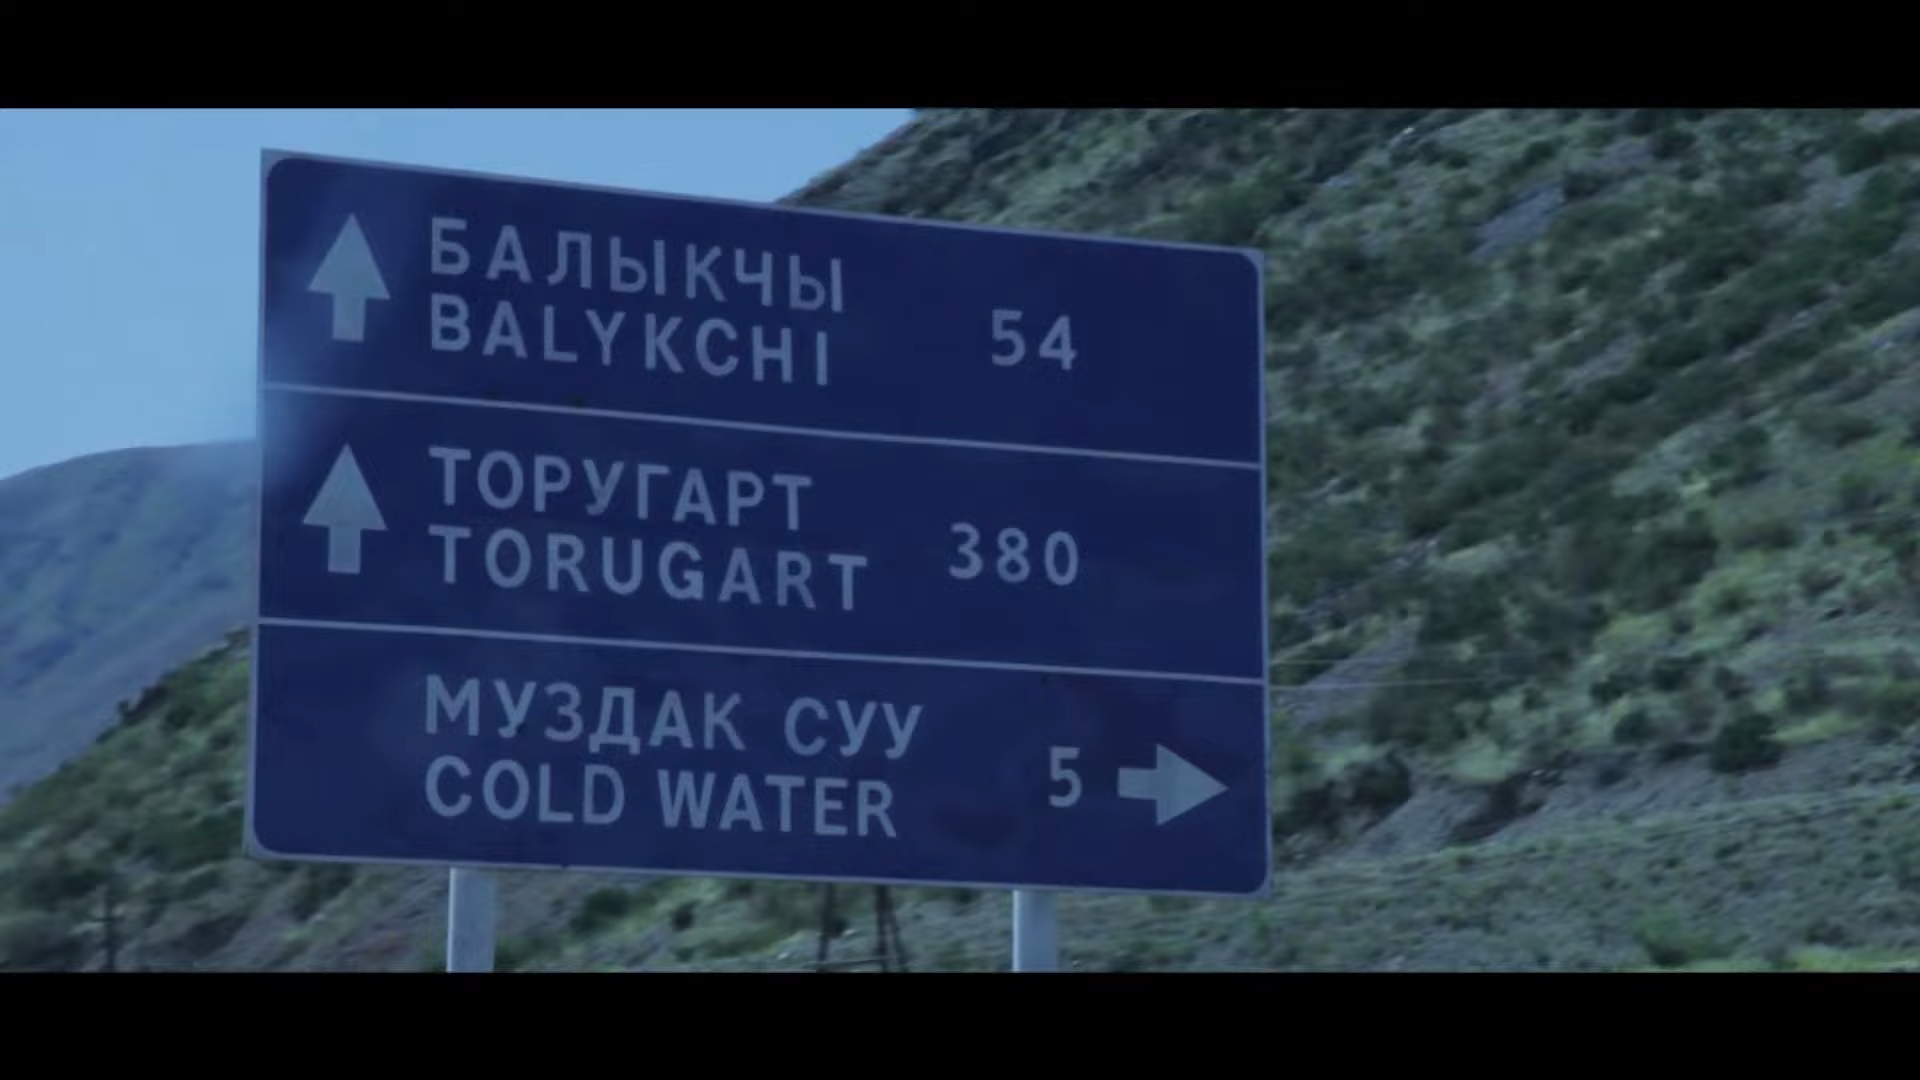 БАЛЫКЧЫ
BALYKCHI 54
ТОРУГАРТ
TORUGART 380
МУЗДАК СУУ
COLD WATER 5